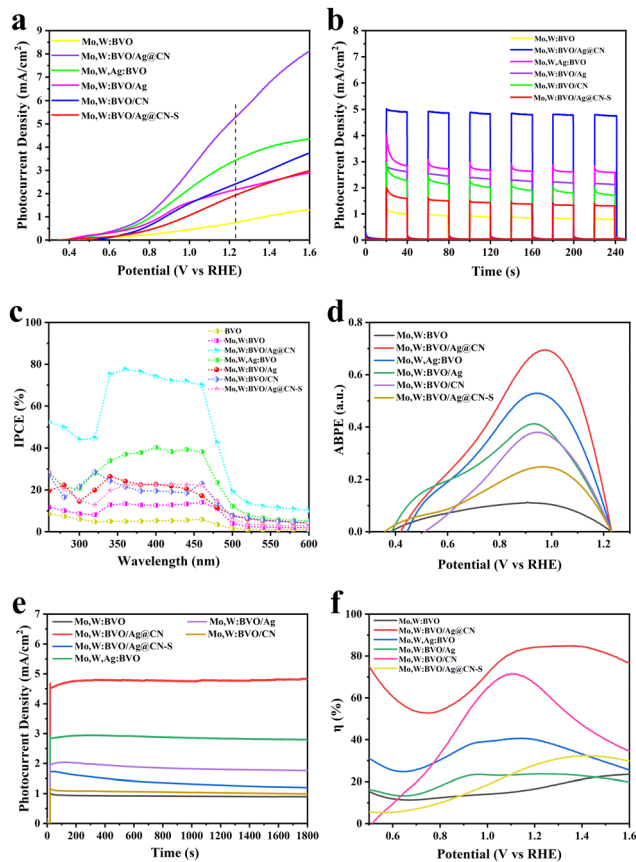 a
Photocurrent Density (mA/cm²)
9
8
7
6
5
4
3
2
1
0
Mo,W:BVO
Mo,W:BVO/Ag@CN
Mo,W,Ag:BVO
Mo,W:BVO/Ag
Mo,W:BVO/CN
Mo,W:BVO/Ag@CN-S
0.4 0.6 0.8 1.0 1.2 1.4 1.6
Potential (V vs RHE)
b
Photocurrent Density (mA/cm²)
8
7
6
5
4
3
2
1
0
Mo,W:BVO
Mo,W:BVO/Ag@CN
Mo,W,Ag:BVO
Mo,W:BVO/Ag
Mo,W:BVO/CN
Mo,W:BVO/Ag@CN-S
0 40 80 120 160 200 240
Time (s)
c
IPCE (%)
100
80
60
40
20
0
BVO
Mo,W:BVO
Mo,W:BVO/Ag@CN
Mo,W,Ag:BVO
Mo,W:BVO/Ag
Mo,W:BVO/CN
Mo,W:BVO/Ag@CN-S
300 350 400 450 500 550 600
Wavelength (nm)
d
ABPE (a.u.)
0.8
0.6
0.4
0.2
0.0
Mo,W:BVO
Mo,W:BVO/Ag@CN
Mo,W,Ag:BVO
Mo,W:BVO/Ag
Mo,W:BVO/CN
Mo,W:BVO/Ag@CN-S
0.4 0.6 0.8 1.0 1.2
Potential (V vs RHE)
e
Photocurrent Density (mA/cm²)
7
6
5
4
3
2
1
0
Mo,W:BVO
Mo,W:BVO/Ag@CN
Mo,W:BVO/Ag@CN-S
Mo,W,Ag:BVO
Mo,W:BVO/Ag
Mo,W:BVO/CN
0 200 400 600 800 1000 1200 1400 1600 1800
Time (s)
f
η (%)
100
80
60
40
20
0
Mo,W:BVO
Mo,W:BVO/Ag@CN
Mo,W,Ag:BVO
Mo,W:BVO/Ag
Mo,W:BVO/CN
Mo,W:BVO/Ag@CN-S
0.6 0.8 1.0 1.2 1.4 1.6
Potential (V vs RHE)